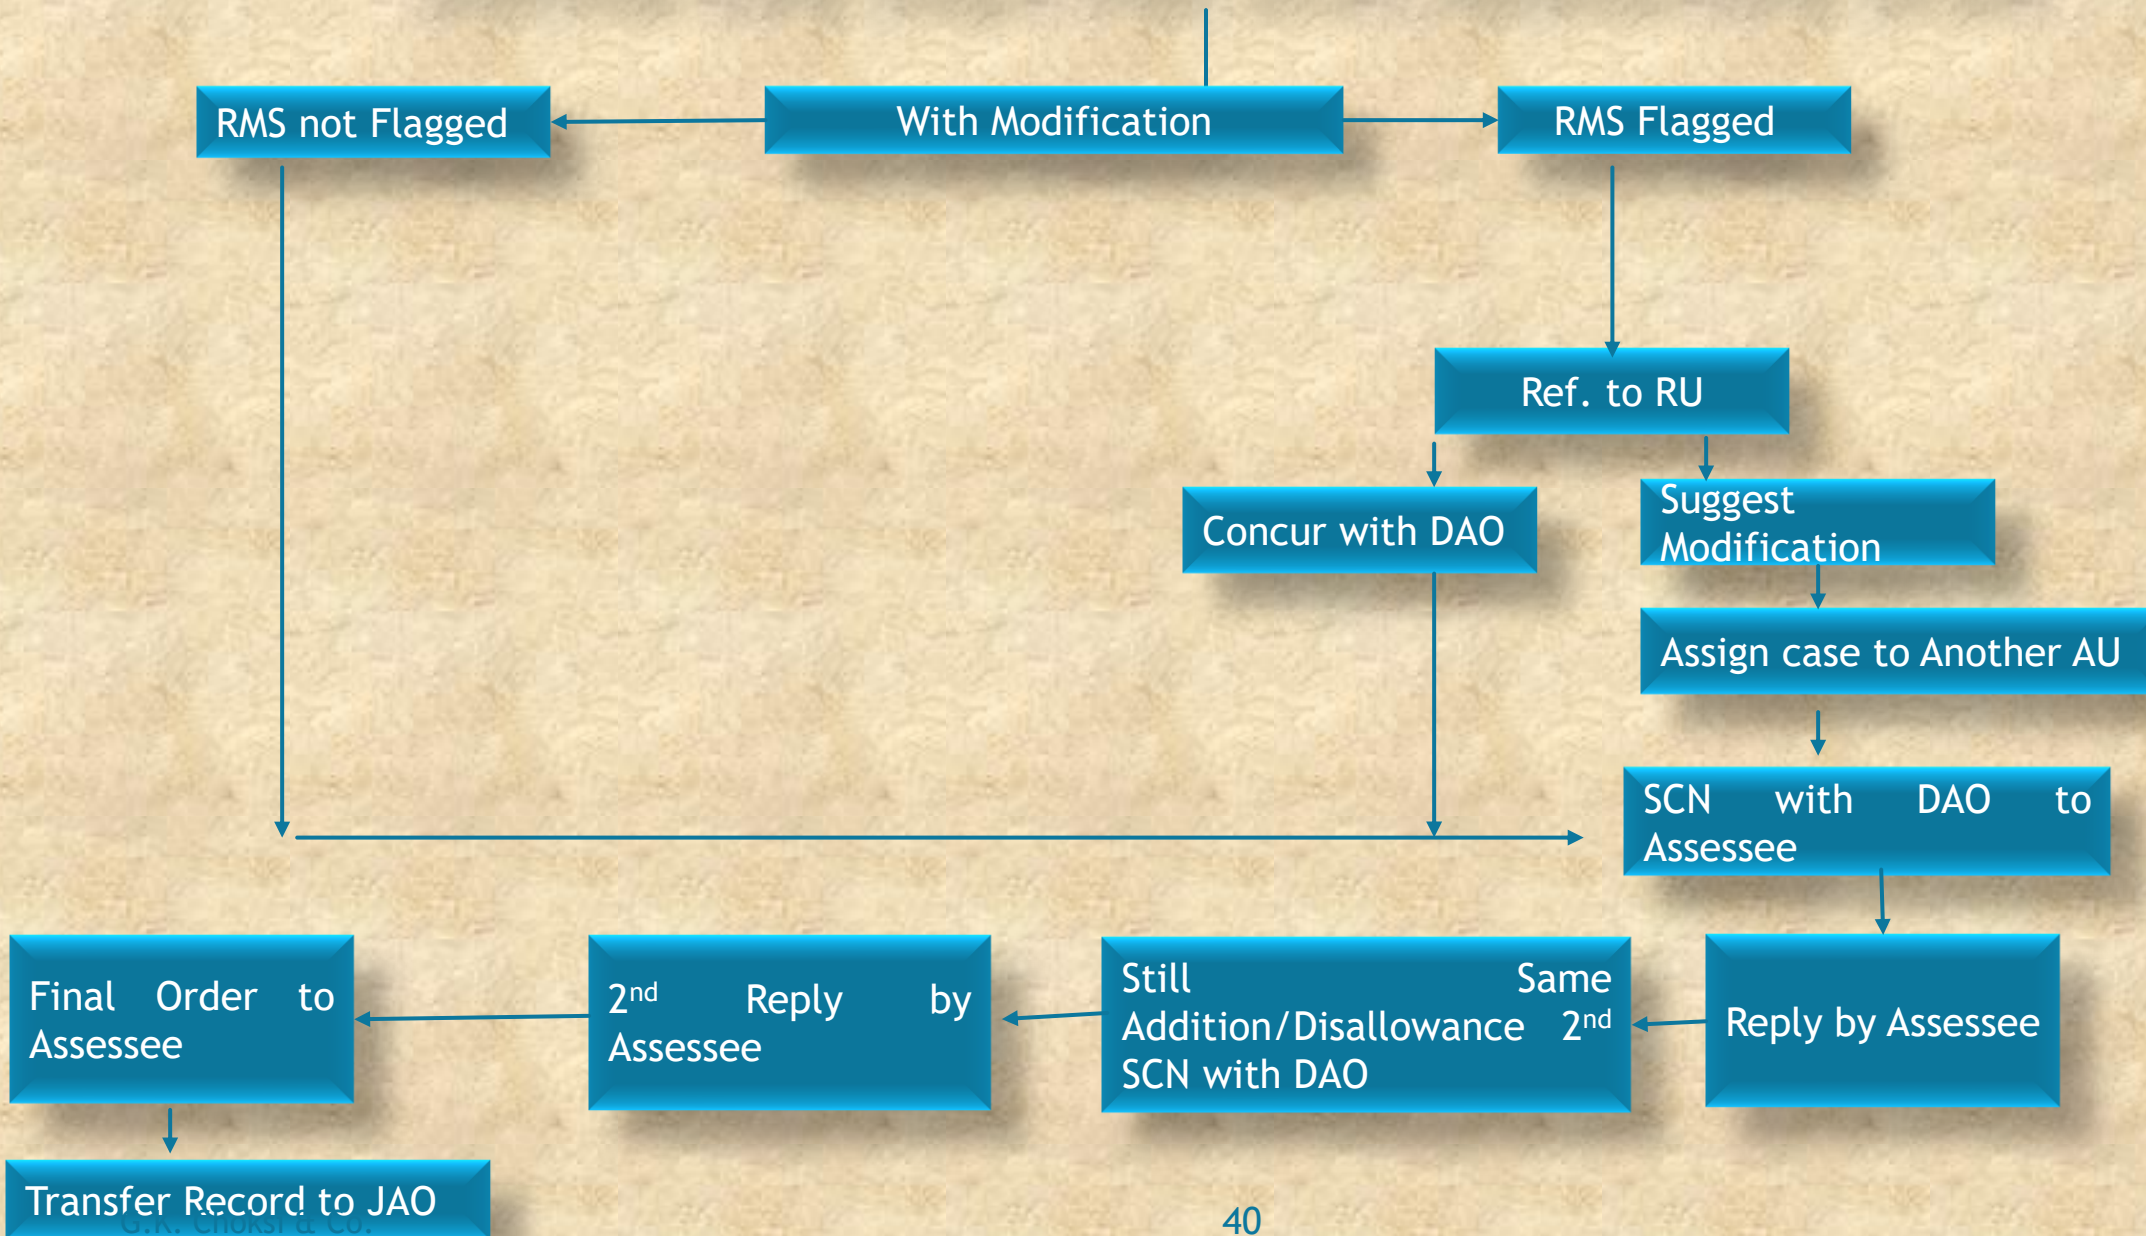 RMS not Flagged
With Modification
RMS Flagged
Ref. to RU
Concur with DAO
Suggest
Modification
Assign case to Another AU
SCN with DAO to
Assessee
Final Order to
Assessee
2nd Reply by
Assessee
Still Same
Addition/Disallowance 2nd
SCN with DAO
Reply by Assessee
Transfer Record to JAO
G.K. Choksi & Co.
40